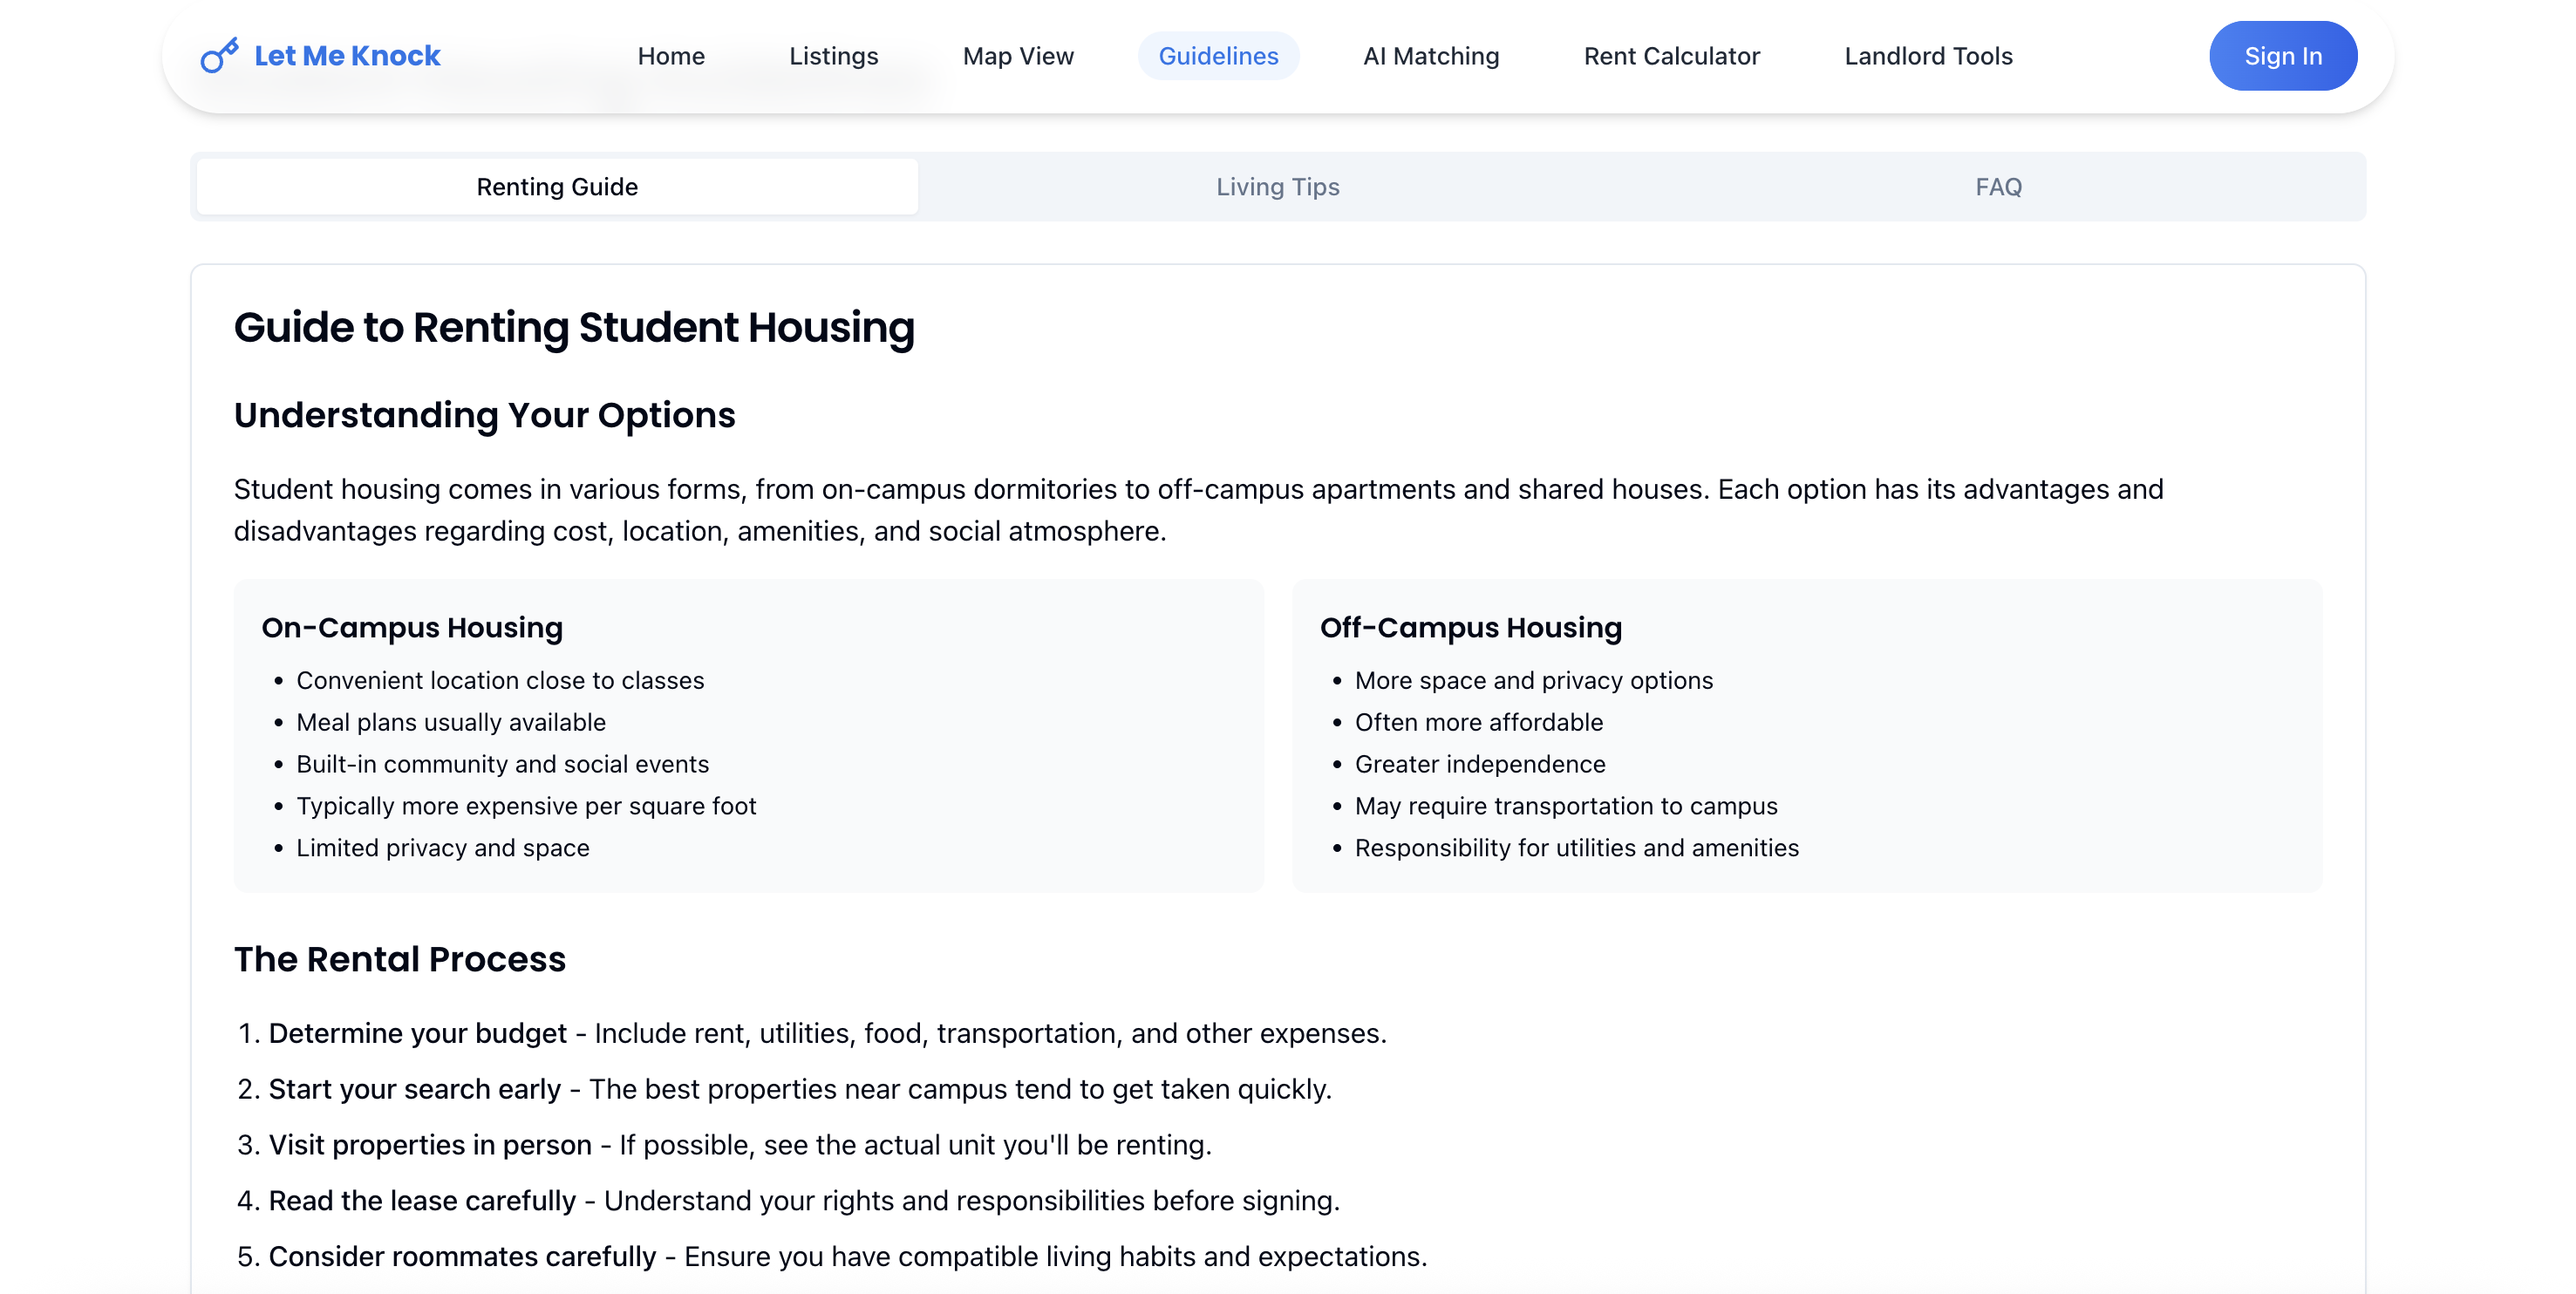 Let Me Knock
Home
Listings
Map View
Guidelines
AI Matching
Rent Calculator
Landlord Tools
Sign In
Renting Guide
Living Tips
FAQ
Guide to Renting Student Housing
Understanding Your Options
Student housing comes in various forms, from on-campus dormitories to off-campus apartments and shared houses. Each option has its advantages and
disadvantages regarding cost, location, amenities, and social atmosphere.
On-Campus Housing
• Convenient location close to classes
• Meal plans usually available
• Built-in community and social events
• Typically more expensive per square foot
• Limited privacy and space
Off-Campus Housing
• More space and privacy options
• Often more affordable
• Greater independence
• May require transportation to campus
• Responsibility for utilities and amenities
The Rental Process
1. Determine your budget - Include rent, utilities, food, transportation, and other expenses.
2. Start your search early - The best properties near campus tend to get taken quickly.
3. Visit properties in person - If possible, see the actual unit you'll be renting.
4. Read the lease carefully - Understand your rights and responsibilities before signing.
5. Consider roommates carefully - Ensure you have compatible living habits and expectations.